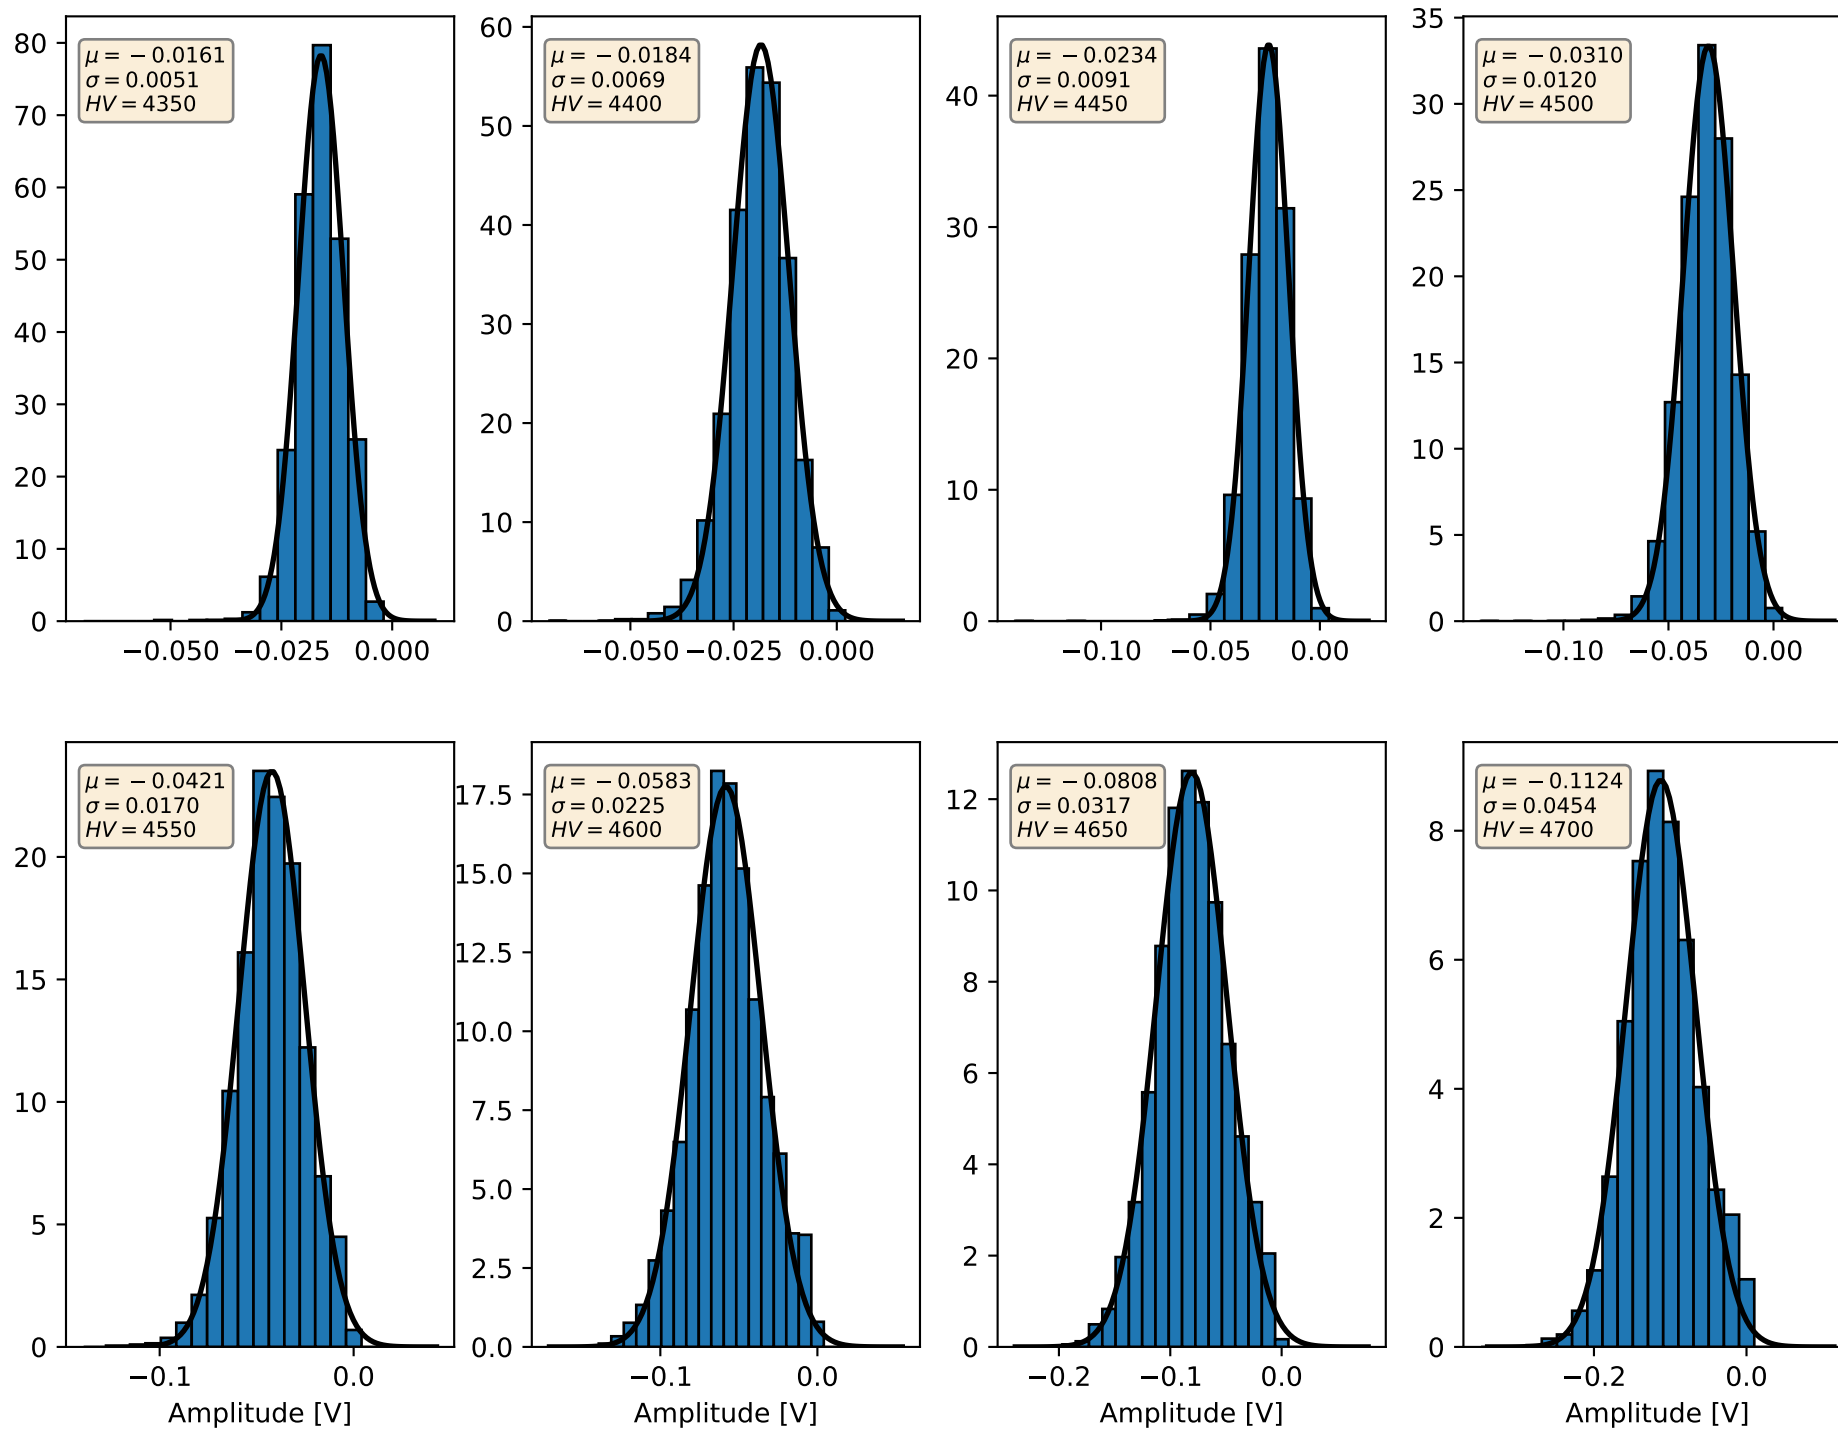 80
70
60
50
40
30
20
10
0
μ = −0.0161
σ = 0.0051
HV = 4350
−0.050 −0.025 0.000
60
50
40
30
20
10
0
μ = −0.0184
σ = 0.0069
HV = 4400
−0.050 −0.025 0.000
40
30
20
10
0
μ = −0.0234
σ = 0.0091
HV = 4450
−0.10 −0.05 0.00
35
30
25
20
15
10
5
0
μ = −0.0310
σ = 0.0120
HV = 4500
−0.10 −0.05 0.00
20
15
10
5
0
μ = −0.0421
σ = 0.0170
HV = 4550
−0.1 0.0
Amplitude [V]
17.5
15.0
12.5
10.0
7.5
5.0
2.5
0.0
μ = −0.0583
σ = 0.0225
HV = 4600
−0.1 0.0
Amplitude [V]
12
10
8
6
4
2
0
μ = −0.0808
σ = 0.0317
HV = 4650
−0.2 −0.1 0.0
Amplitude [V]
8
6
4
2
0
μ = −0.1124
σ = 0.0454
HV = 4700
−0.2 0.0
Amplitude [V]